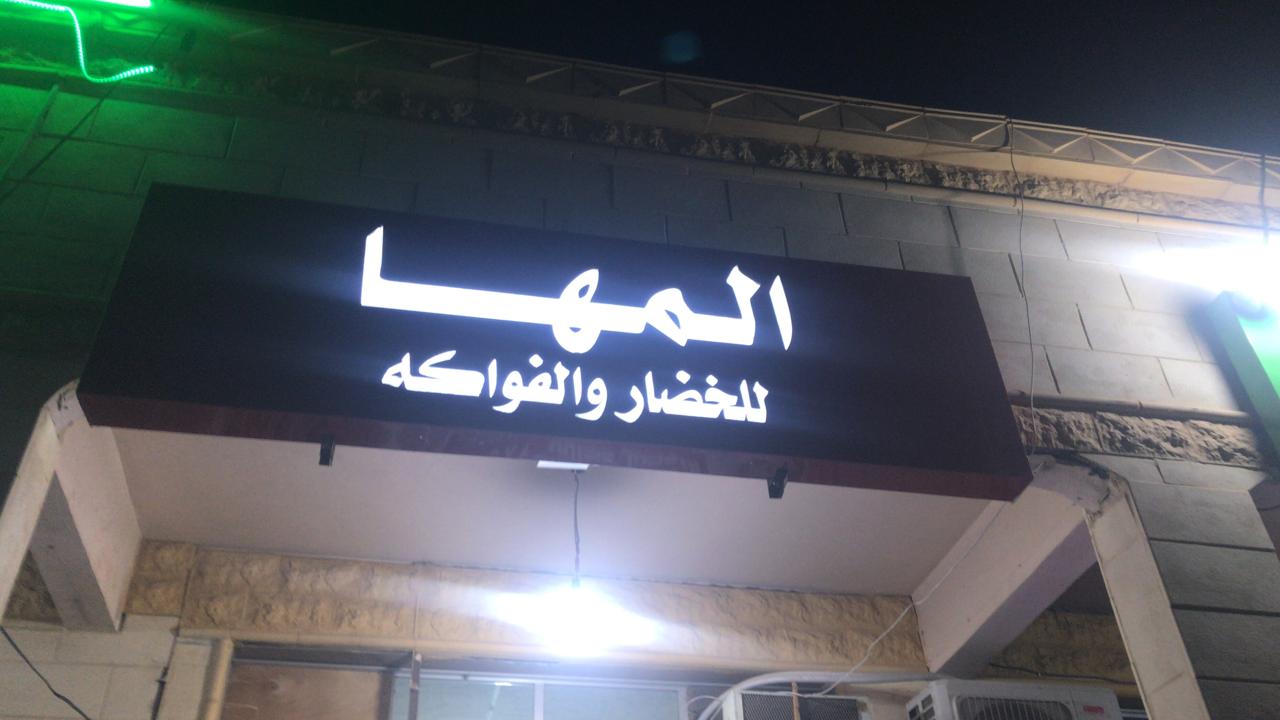 المها
للخضار والفواكه